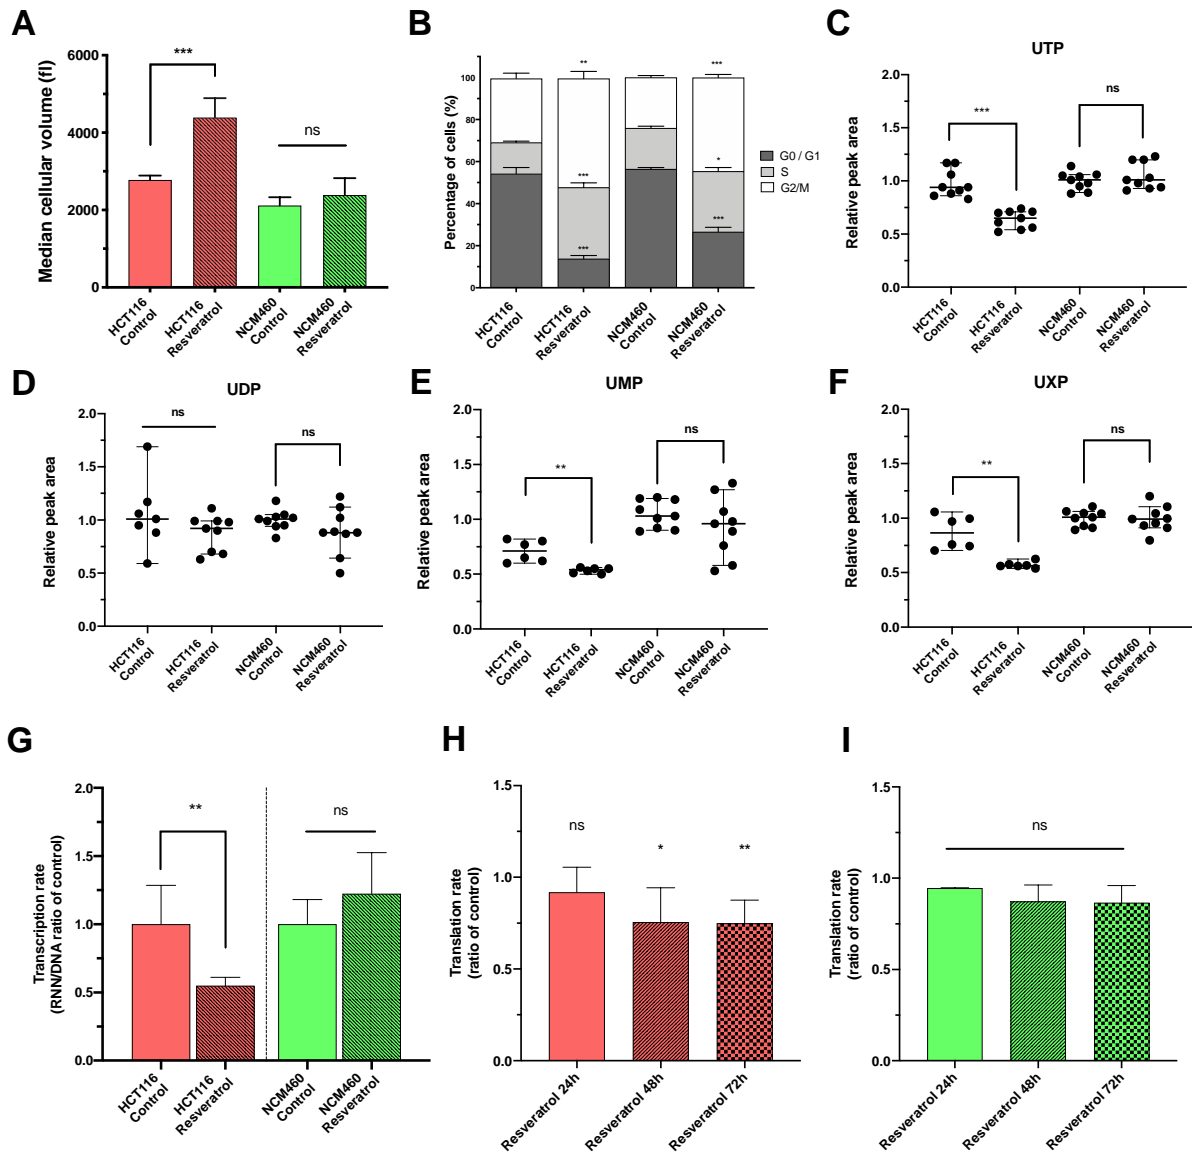 A
Median cellular volume (fl)
6000
4000
2000
0
***
ns
HCT116
Control
HCT116
Resveratrol
NCM460
Control
NCM460
Resveratrol
B
Percentage of cells (%)
100
80
60
40
20
0
**
***
***
***
*
***
G0 / G1
S
G2/M
HCT116
Control
HCT116
Resveratrol
NCM460
Control
NCM460
Resveratrol
C
UTP
Relative peak area
2.0
1.5
1.0
0.5
0.0
***
ns
HCT116
Control
HCT116
Resveratrol
NCM460
Control
NCM460
Resveratrol
D
UDP
Relative peak area
2.0
1.5
1.0
0.5
0.0
ns
ns
HCT116
Control
HCT116
Resveratrol
NCM460
Control
NCM460
Resveratrol
E
UMP
Relative peak area
2.0
1.5
1.0
0.5
0.0
**
ns
HCT116
Control
HCT116
Resveratrol
NCM460
Control
NCM460
Resveratrol
F
UXP
Relative peak area
2.0
1.5
1.0
0.5
0.0
**
ns
HCT116
Control
HCT116
Resveratrol
NCM460
Control
NCM460
Resveratrol
G
Transcription rate
(RNN/DNA ratio of control)
2.0
1.5
1.0
0.5
0.0
**
ns
HCT116
Control
HCT116
Resveratrol
NCM460
Control
NCM460
Resveratrol
H
Translation rate
(ratio of control)
1.5
1.0
0.5
0.0
ns
*
**
Resveratrol 24h
Resveratrol 48h
Resveratrol 72h
I
Translation rate
(ratio of control)
1.5
1.0
0.5
0.0
ns
Resveratrol 24h
Resveratrol 48h
Resveratrol 72h